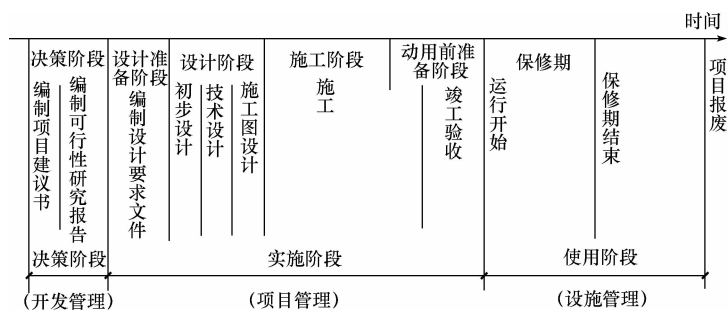 时间
决策阶段
设计准
备阶段
设计阶段
施工阶段
动用前准
备阶段
保修期
项目报废
编制项目建议书
编制可行性研究报告
编制设计要求文件
初步设计
技术设计
施工图设计
施工
竣工验收
运行开始
保修期结束
决策阶段
实施阶段
使用阶段
(开发管理)
(项目管理)
(设施管理)